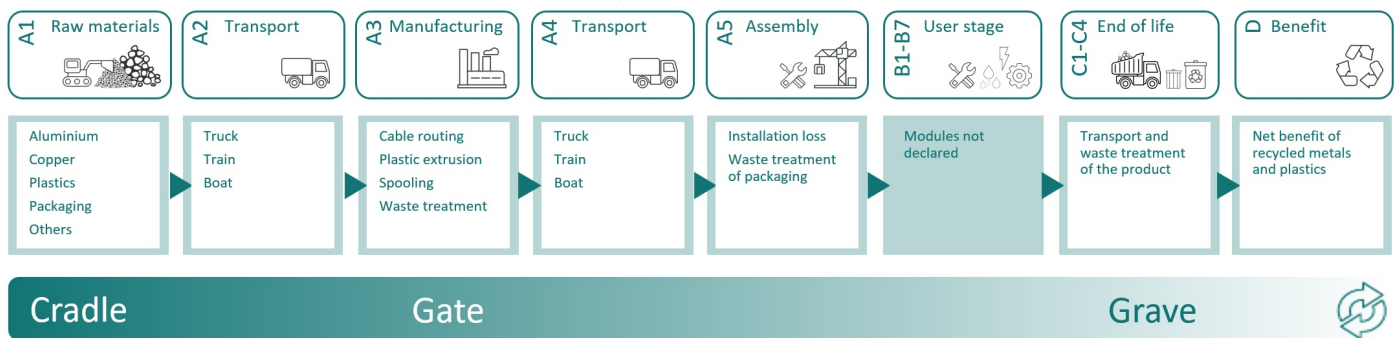 A1 Raw materials
A2 Transport
A3 Manufacturing
A4 Transport
A5 Assembly
B1-B7 User stage
C1-C4 End of life
D Benefit
Aluminium
Copper
Plastics
Packaging
Others
Truck
Train
Boat
Cable routing
Plastic extrusion
Spooling
Waste treatment
Truck
Train
Boat
Installation loss
Waste treatment
of packaging
Modules not
declared
Transport and
waste treatment
of the product
Net benefit of
recycled metals
and plastics
Cradle
Gate
Grave